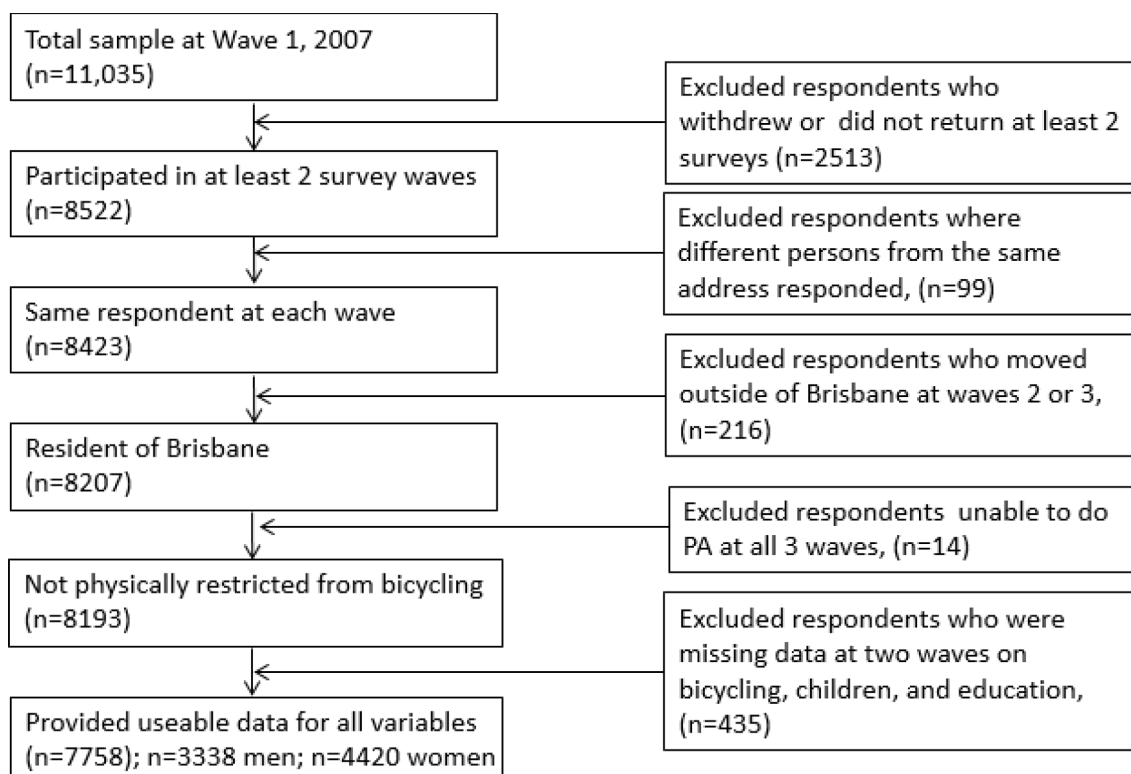 Total sample at Wave 1, 2007
(n=11,035)
Excluded respondents who
withdrew or did not return at least 2
surveys (n=2513)
Participated in at least 2 survey waves
(n=8522)
Excluded respondents where
different persons from the same
address responded, (n=99)
Same respondent at each wave
(n=8423)
Excluded respondents who moved
outside of Brisbane at waves 2 or 3,
(n=216)
Resident of Brisbane
(n=8207)
Excluded respondents unable to do
PA at all 3 waves, (n=14)
Not physically restricted from bicycling
(n=8193)
Excluded respondents who were
missing data at two waves on
bicycling, children, and education,
(n=435)
Provided useable data for all variables
(n=7758); n=3338 men; n=4420 women